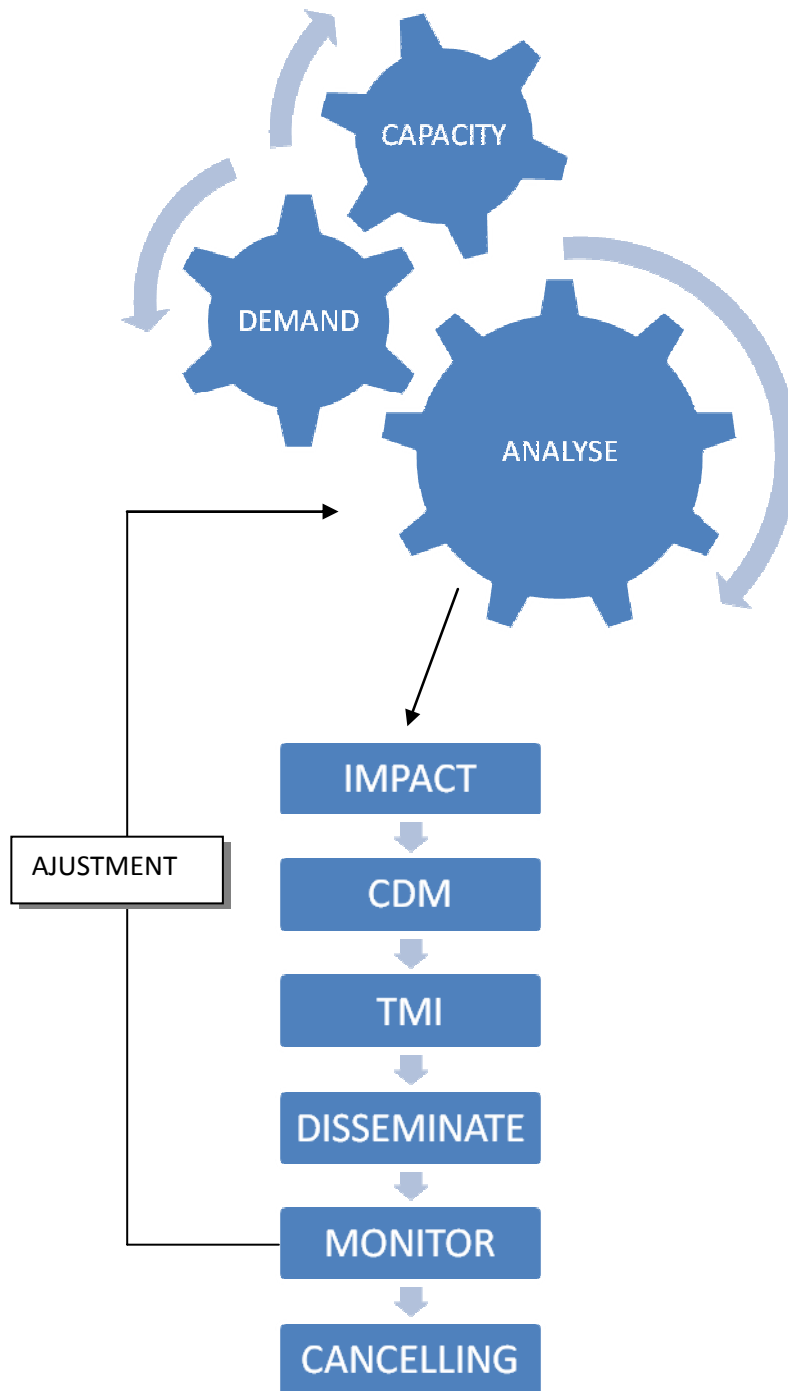 CAPACITY
DEMAND
ANALYSE
IMPACT
AJUSTMENT
CDM
TMI
DISSEMINATE
MONITOR
CANCELLING